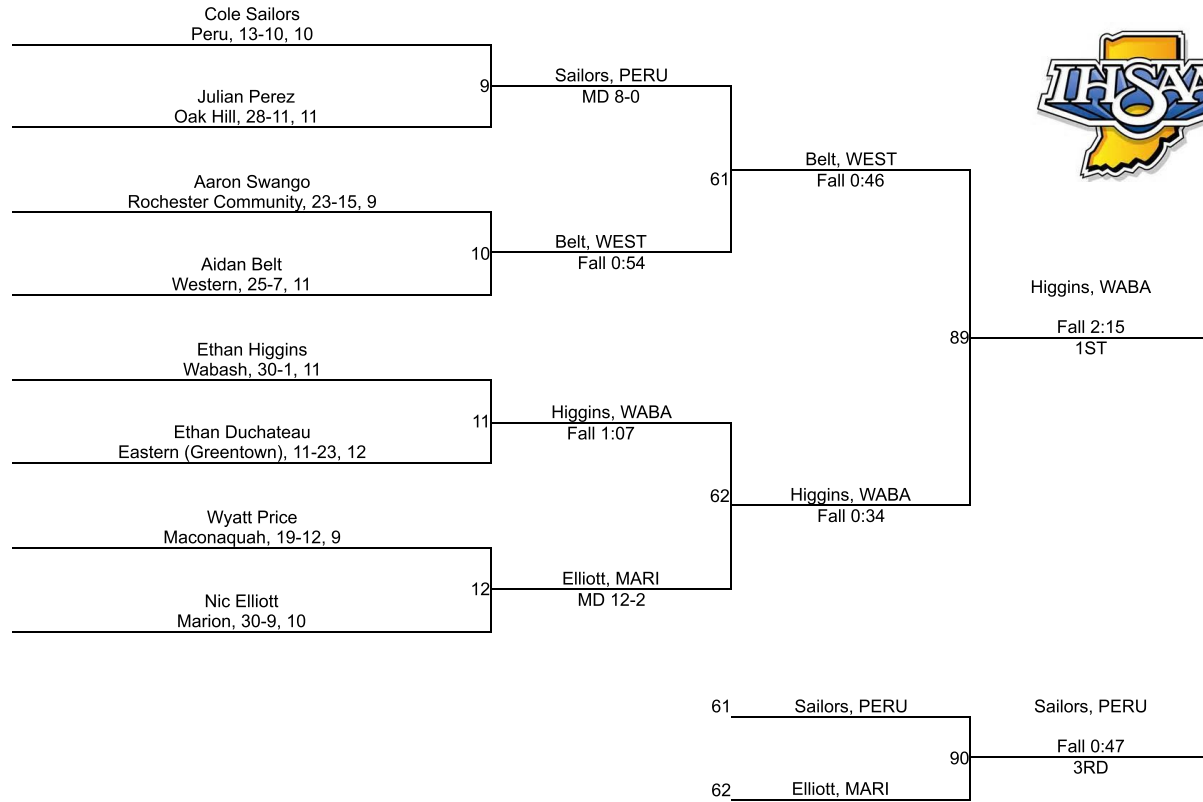 Cole Sailors
Peru, 13-10, 10
Julian Perez
Oak Hill, 28-11, 11
9
Sailors, PERU
MD 8-0
Aaron Swango
Rochester Community, 23-15, 9
Aidan Belt
Western, 25-7, 11
10
Belt, WEST
Fall 0:54
61
Belt, WEST
Fall 0:46
Ethan Higgins
Wabash, 30-1, 11
Ethan Duchateau
Eastern (Greentown), 11-23, 12
11
Higgins, WABA
Fall 1:07
Wyatt Price
Maconaquah, 19-12, 9
Nic Elliott
Marion, 30-9, 10
12
Elliott, MARI
MD 12-2
62
Higgins, WABA
Fall 0:34
89
Higgins, WABA
Fall 2:15
1ST
IHSAA
61
Sailors, PERU
62
Elliott, MARI
90
Sailors, PERU
Fall 0:47
3RD